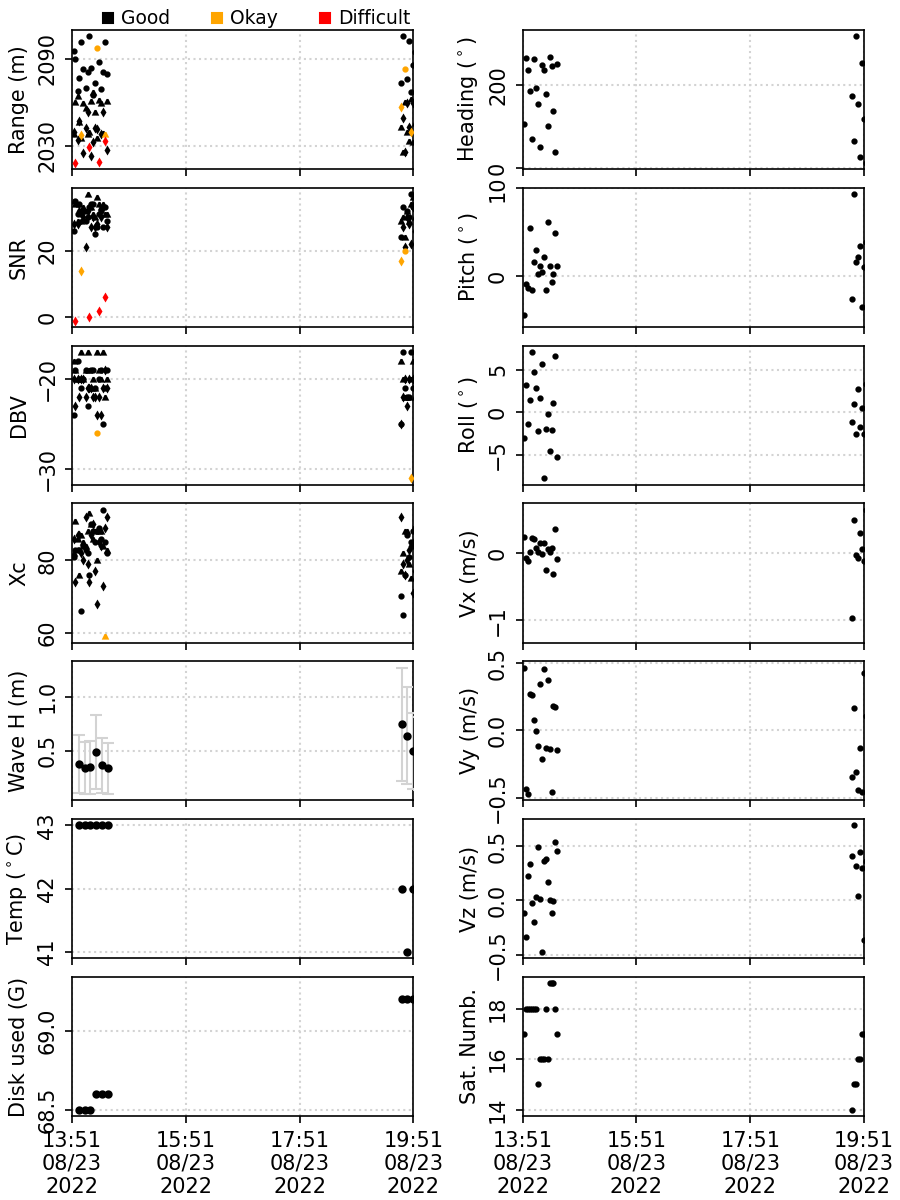 Good Okay Difficult
Range (m)
2090
2030
Heading (°)
200
0
SNR
20
0
Pitch (°)
10
0
DBV
−20
−30
Roll (°)
5
0
−5
Xc
80
60
Vx (m/s)
0
−1
Wave H (m)
1.0
0.5
Vy (m/s)
0.5
0.0
−0.5
Temp (°C)
43
42
41
Vz (m/s)
0.5
0.0
−0.5
Disk used (G)
69.0
68.5
Sat. Numb.
18
16
14
13:51 15:51 17:51 19:51 13:51 15:51 17:51 19:51
08/23 08/23 08/23 08/23 08/23 08/23 08/23 08/23
2022 2022 2022 2022 2022 2022 2022 2022